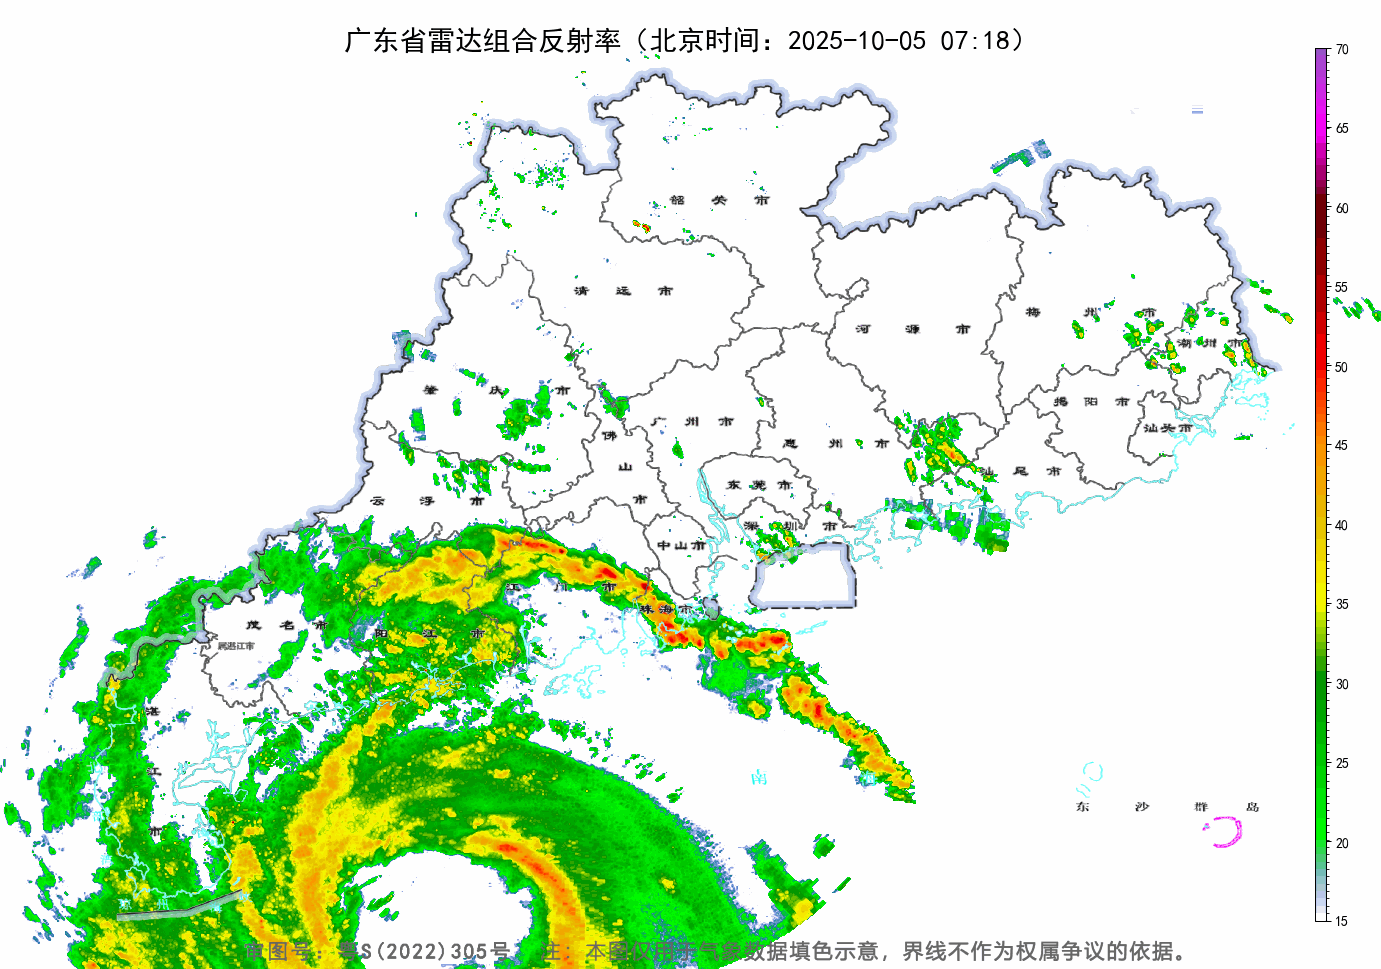 广东省雷达组合反射率（北京时间：2025-10-05 07:18）
70
65
60
55
50
45
40
35
30
25
20
15
韶关市
清远市
河源市
梅州市
潮州市
肇庆市
广州市
佛山市
惠州市
揭阳市
汕头市
汕尾市
云浮市
东莞市
深圳市
中山市
江门市
珠海市
茂名市
属湛江市
阳江市
湛江市
南海
东沙群岛
琼州海峡
审图号：粤S(2022)305号 注：本图仅用于气象数据填色示意，界线不作为权属争议的依据。